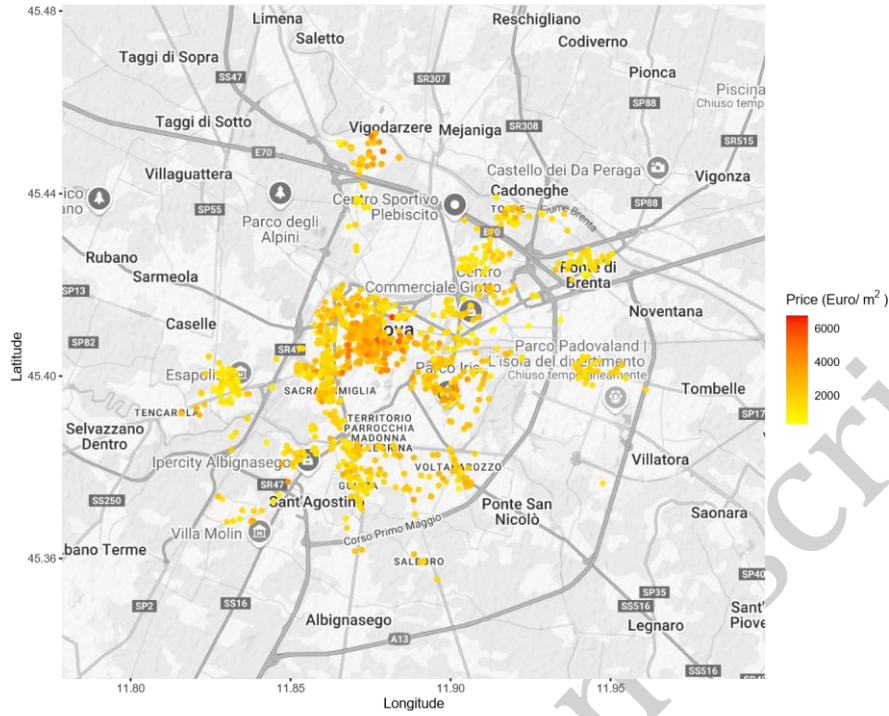 45.48
Limena
Reschigliano
Saletto
Codiverno
Taggi di Sopra
SS47
SR307
Pionca
SP88
Piscina
Chiuso temp
Taggi di Sotto
Vigodarzere
Mejaniga
SR308
SR515
E70
Castello dei Da Peraga
Villaguattera
Vigonza
45.44
Cadoneghe
Centro Sportivo
Plebiscito
SP88
SP55
Parco degli
Alpini
Fiume Brenta
E70
Rubano
Centro
Commerciale Giotto
Ponte di
Brenta
Sarmeola
SP13
Noventana
Price (Euro/ m²)
6000
4000
2000
Caselle
SP82
SR47
Parco Padovaland |
L'isola del divertimento
Chiuso temporaneamente
Latitude
Esapolis
Parco Iris
45.40
Tombelle
TENCAROLA
SP17
Selvazzano
Dentro
TERRITORIO
PARROCCHIA
MADONNA
Ipercity Albignasego
Villatora
SR47
SS250
Sant'Agostin
Ponte San
Nicolò
Saonara
Villa Molin
Corso Primo Maggio
45.36
bano Terme
SALBORO
SP40
SP35
SP2
SS16
SS516
Sant'
Piove
Albignasego
Legnaro
A13
SS516
11.80
11.85
11.90
11.95
Longitude